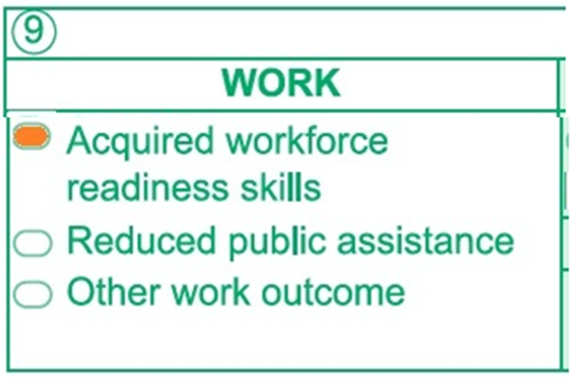 9
WORK
Acquired workforce
readiness skills
Reduced public assistance
Other work outcome